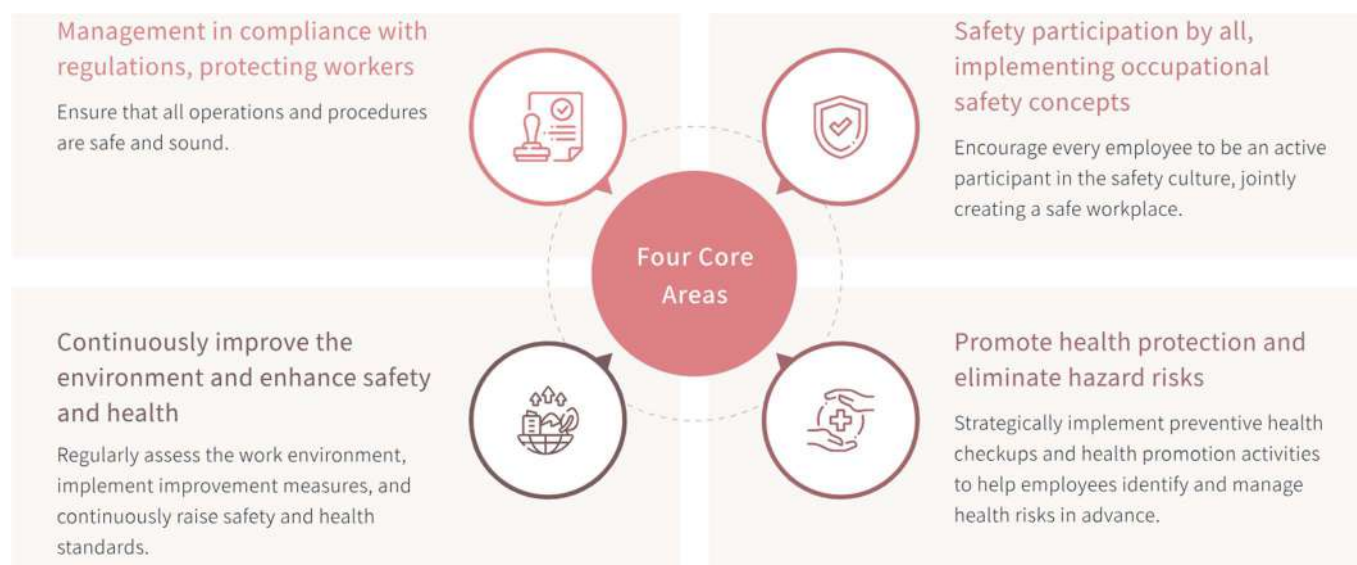 Management in compliance with
regulations, protecting workers
Ensure that all operations and procedures
are safe and sound.
Safety participation by all,
implementing occupational
safety concepts
Encourage every employee to be an active
participant in the safety culture, jointly
creating a safe workplace.
Four Core
Areas
Continuously improve the
environment and enhance safety
and health
Regularly assess the work environment,
implement improvement measures, and
continuously raise safety and health
standards.
Promote health protection and
eliminate hazard risks
Strategically implement preventive health
checkups and health promotion activities
to help employees identify and manage
health risks in advance.